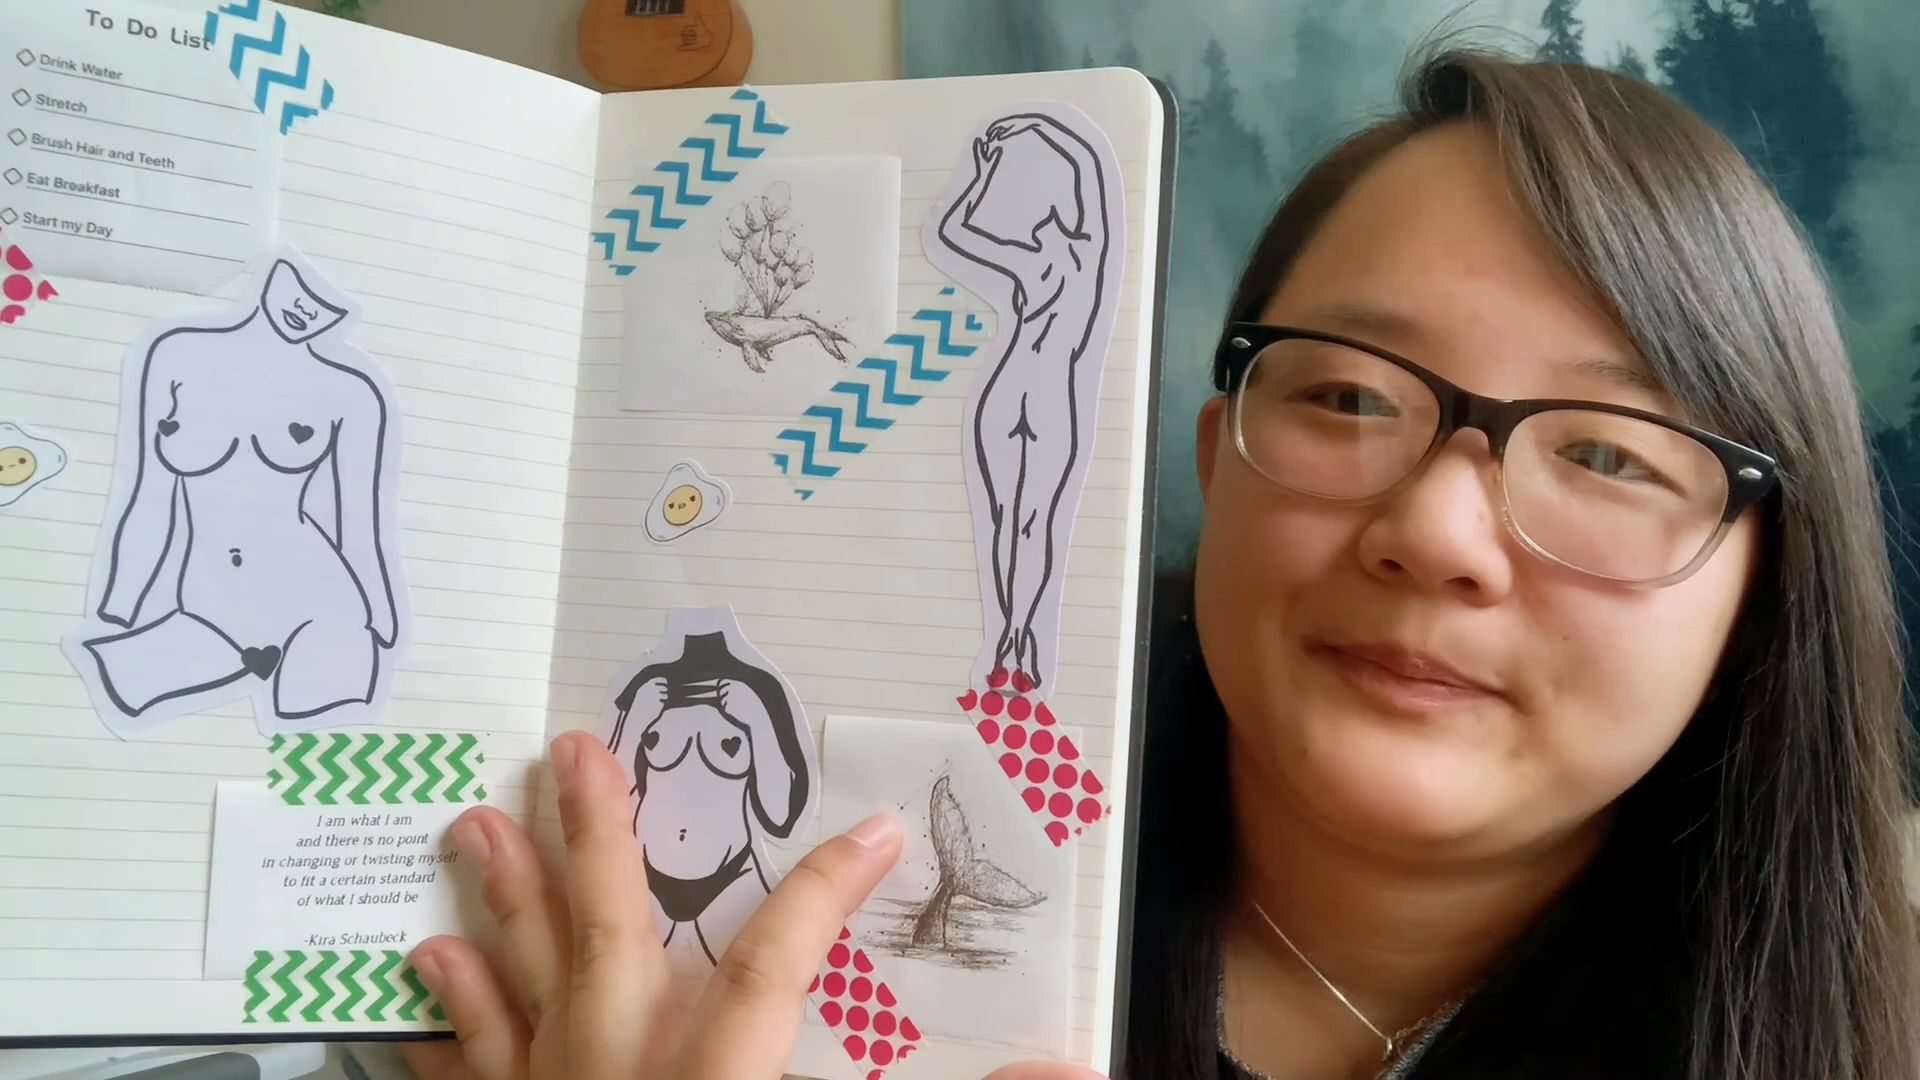 To Do List
Drink Water
Stretch
Brush Hair and Teeth
Eat Breakfast
Start my Day
I am what I am
and there is no point
in changing or twisting myself
to fit a certain standard
of what I should be
-Kira Schaubeck